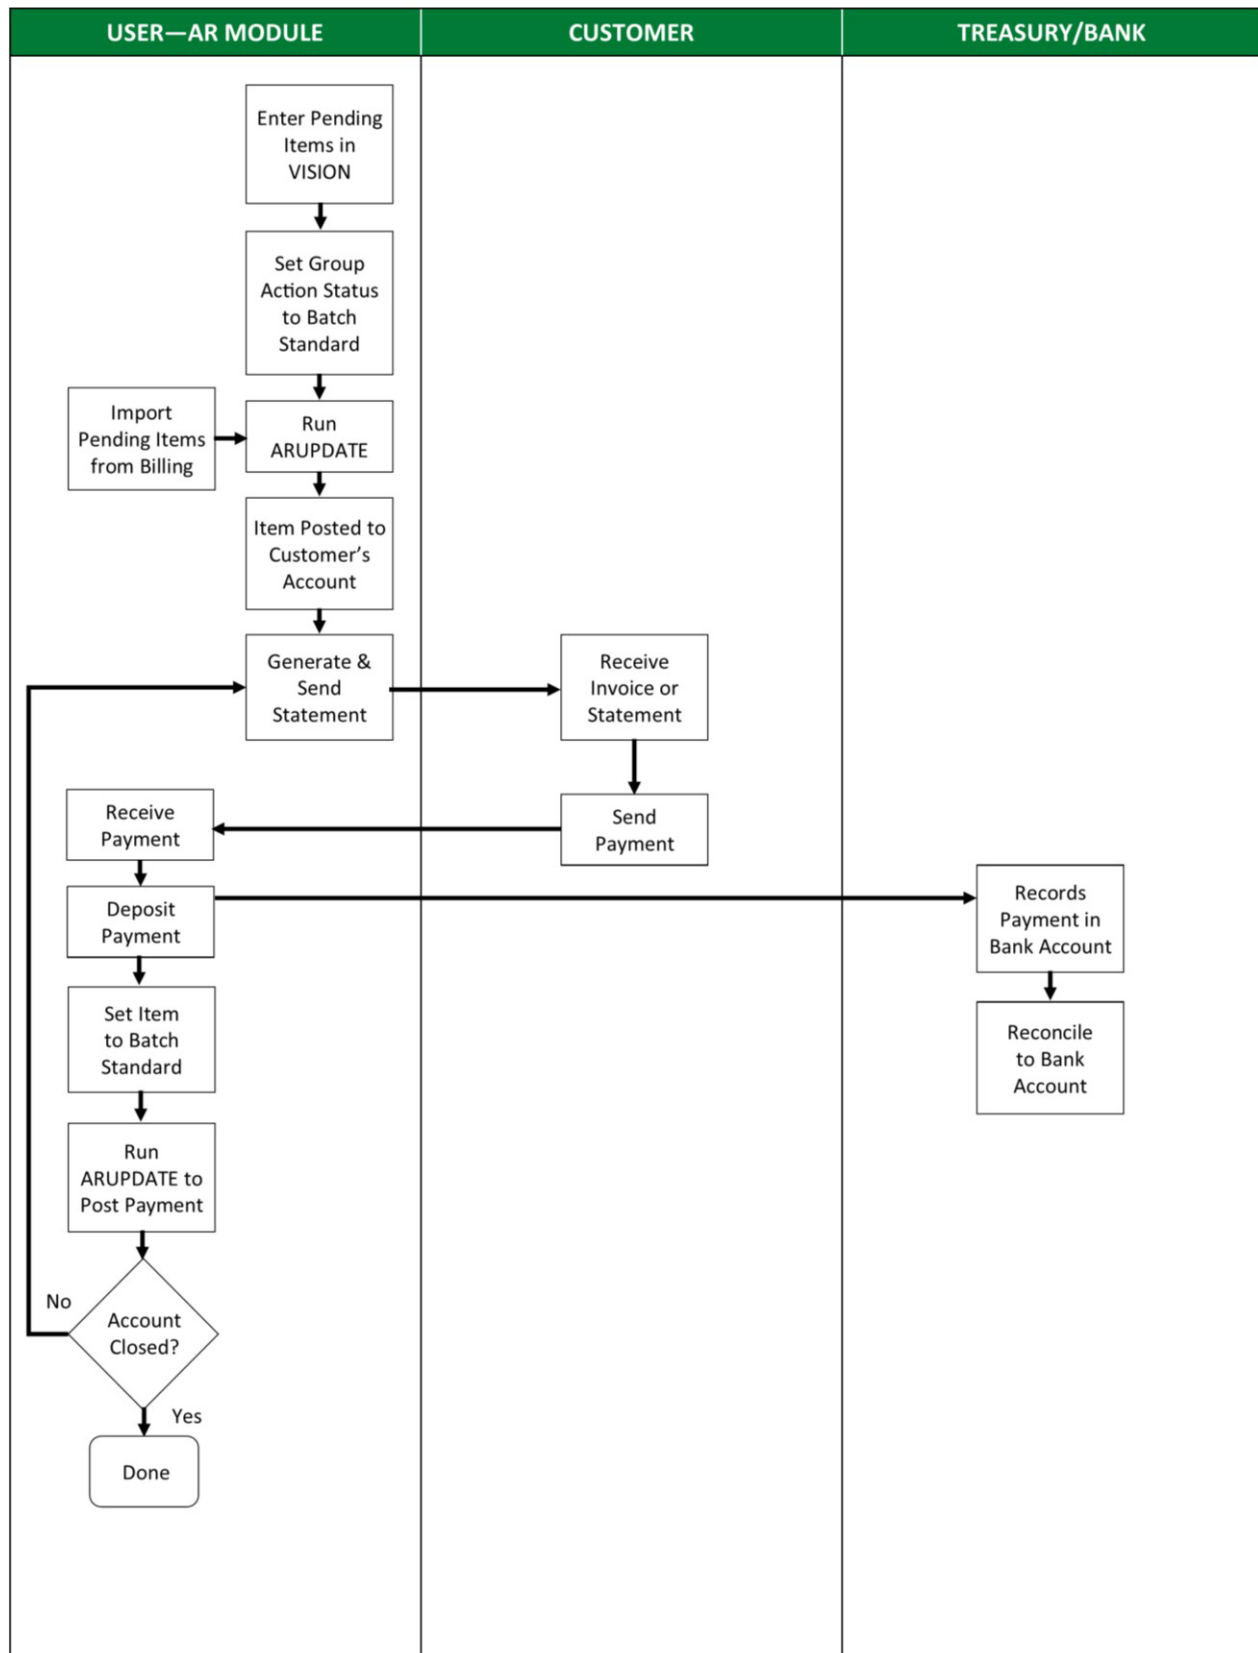 USER—AR MODULE
CUSTOMER
TREASURY/BANK
Enter Pending
Items in
VISION
Set Group
Action Status
to Batch
Standard
Import
Pending Items
from Billing
Run
ARUPDATE
Item Posted to
Customer’s
Account
Generate &
Send
Statement
Receive
Invoice or
Statement
Send
Payment
Receive
Payment
Deposit
Payment
Records
Payment in
Bank Account
Reconcile
to Bank
Account
Set Item
to Batch
Standard
Run
ARUPDATE to
Post Payment
Account
Closed?
No
Yes
Done